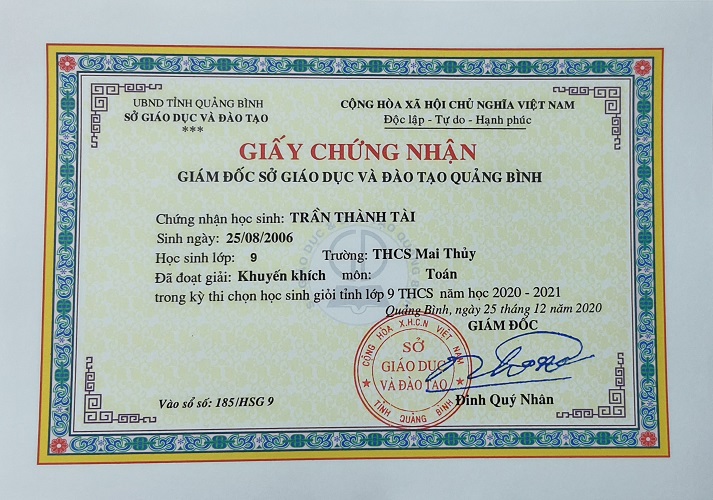 UBND TỈNH QUẢNG BÌNH
SỞ GIÁO DỤC VÀ ĐÀO TẠO
***
CỘNG HÒA XÃ HỘI CHỦ NGHĨA VIỆT NAM
Độc lập - Tự do - Hạnh phúc
GIẤY CHỨNG NHẬN
GIÁM ĐỐC SỞ GIÁO DỤC VÀ ĐÀO TẠO QUẢNG BÌNH
Chứng nhận học sinh: TRẦN THÀNH TÀI
Sinh ngày: 25/08/2006
Học sinh lớp: 9 Trường: THCS Mai Thủy
Đã đoạt giải: Khuyến khích môn: Toán
trong kỳ thi chọn học sinh giỏi tỉnh lớp 9 THCS năm học 2020 - 2021
Quảng Bình, ngày 25 tháng 12 năm 2020
GIÁM ĐỐC
CỘNG HÒA X.H.C.N VIỆT NAM
SỞ
GIÁO DỤC
VÀ ĐÀO TẠO
TỈNH QUẢNG BÌNH
Vào sổ số: 185/HSG 9
Đinh Quý Nhân